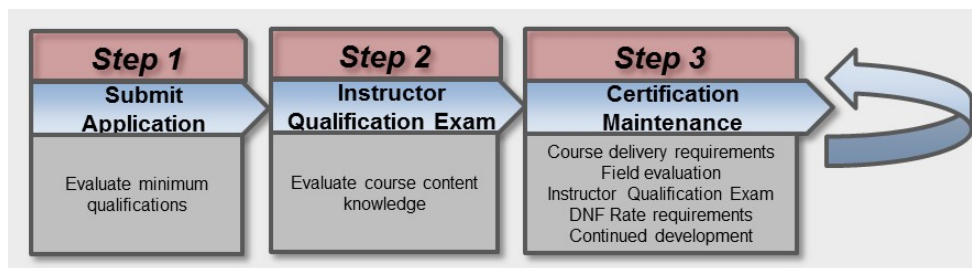 Step 1
Submit
Application
Evaluate minimum
qualifications
Step 2
Instructor
Qualification Exam
Evaluate course content
knowledge
Step 3
Certification
Maintenance
Course delivery requirements
Field evaluation
Instructor Qualification Exam
DNF Rate requirements
Continued development